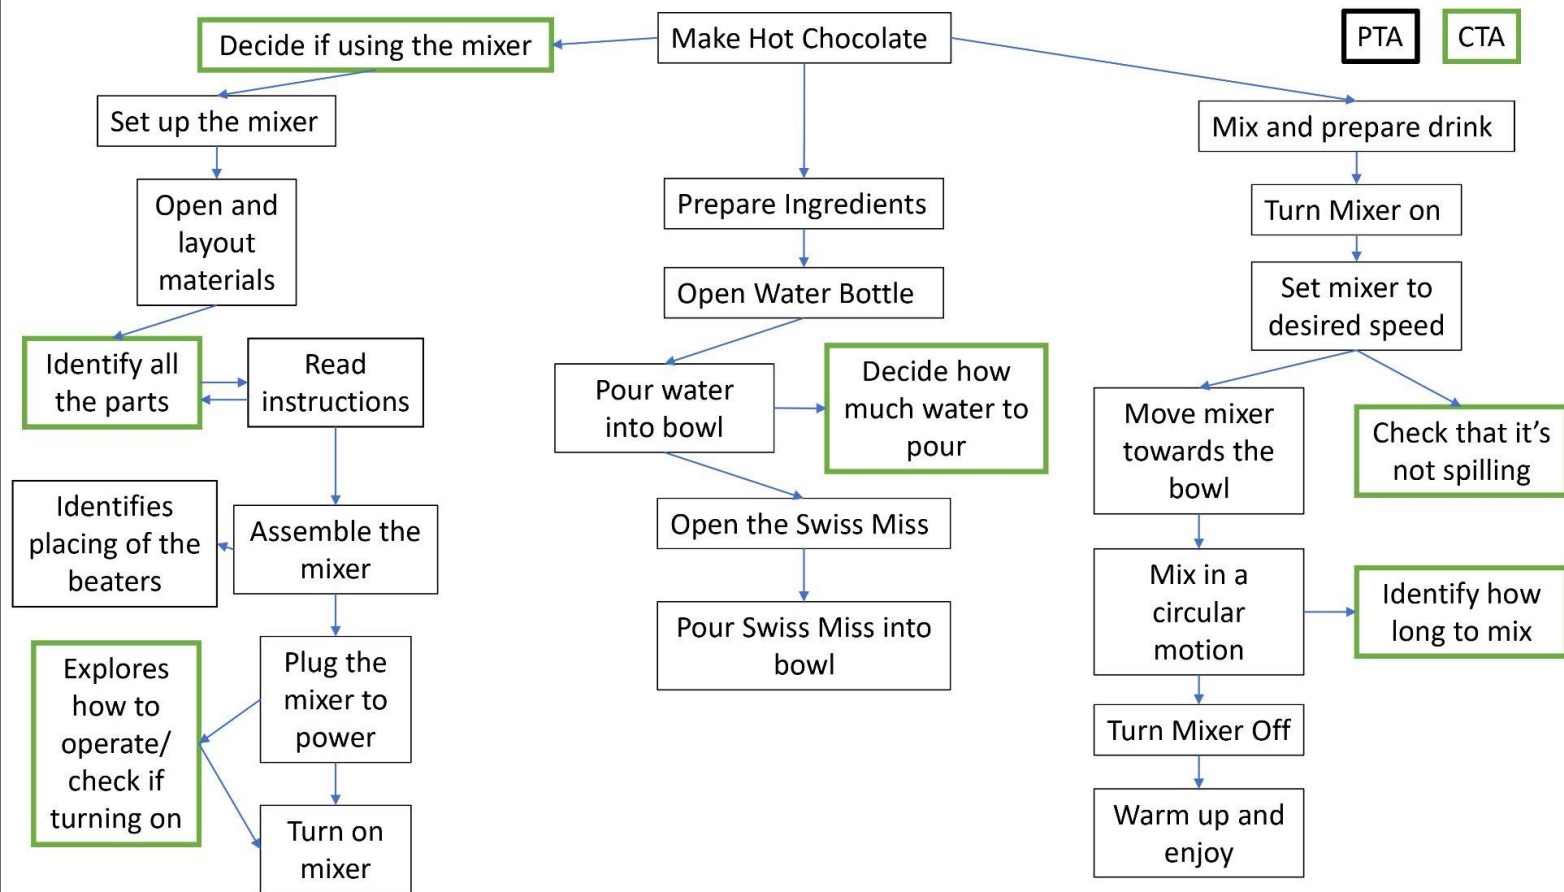 Make Hot Chocolate
PTA
CTA
Decide if using the mixer
Set up the mixer
Open and
layout
materials
Identify all
the parts
Read
instructions
Assemble the
mixer
Identifies
placing of the
beaters
Plug the
mixer to
power
Explores
how to
operate/
check if
turning on
Turn on
mixer
Prepare Ingredients
Open Water Bottle
Pour water
into bowl
Decide how
much water to
pour
Open the Swiss Miss
Pour Swiss Miss into
bowl
Mix and prepare drink
Turn Mixer on
Set mixer to
desired speed
Move mixer
towards the
bowl
Check that it’s
not spilling
Mix in a
circular
motion
Identify how
long to mix
Turn Mixer Off
Warm up and
enjoy